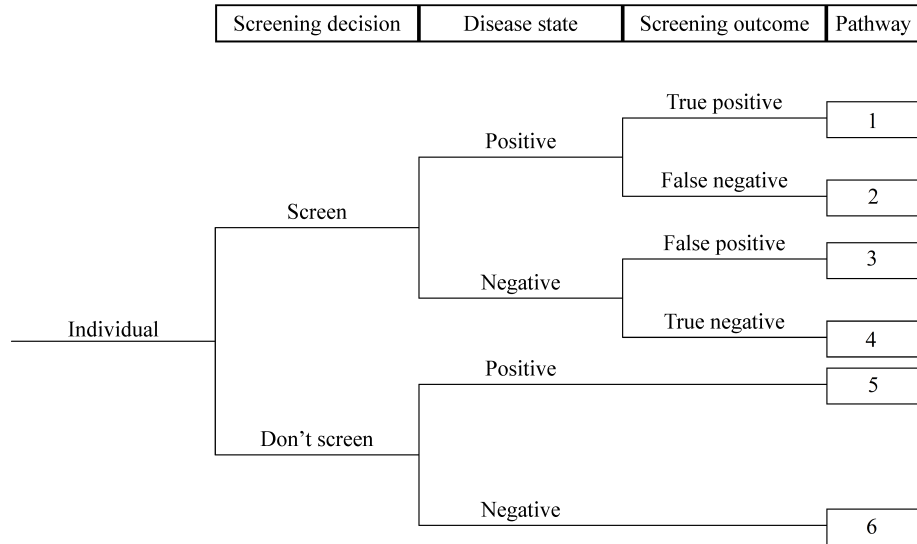 Screening decision Disease state Screening outcome Pathway
True positive
1
Positive
False negative
2
Screen
False positive
3
Negative
True negative
4
Individual
Positive
5
Don't screen
Negative
6